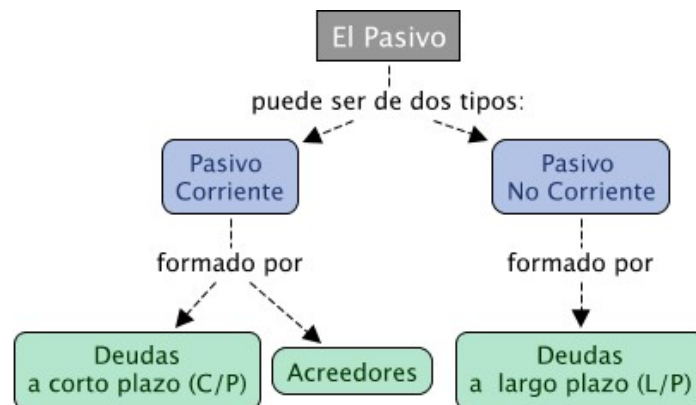 El Pasivo
puede ser de dos tipos:
Pasivo
Corriente
Pasivo
No Corriente
formado por
formado por
Deudas
a corto plazo (C/P)
Acreedores
Deudas
a largo plazo (L/P)